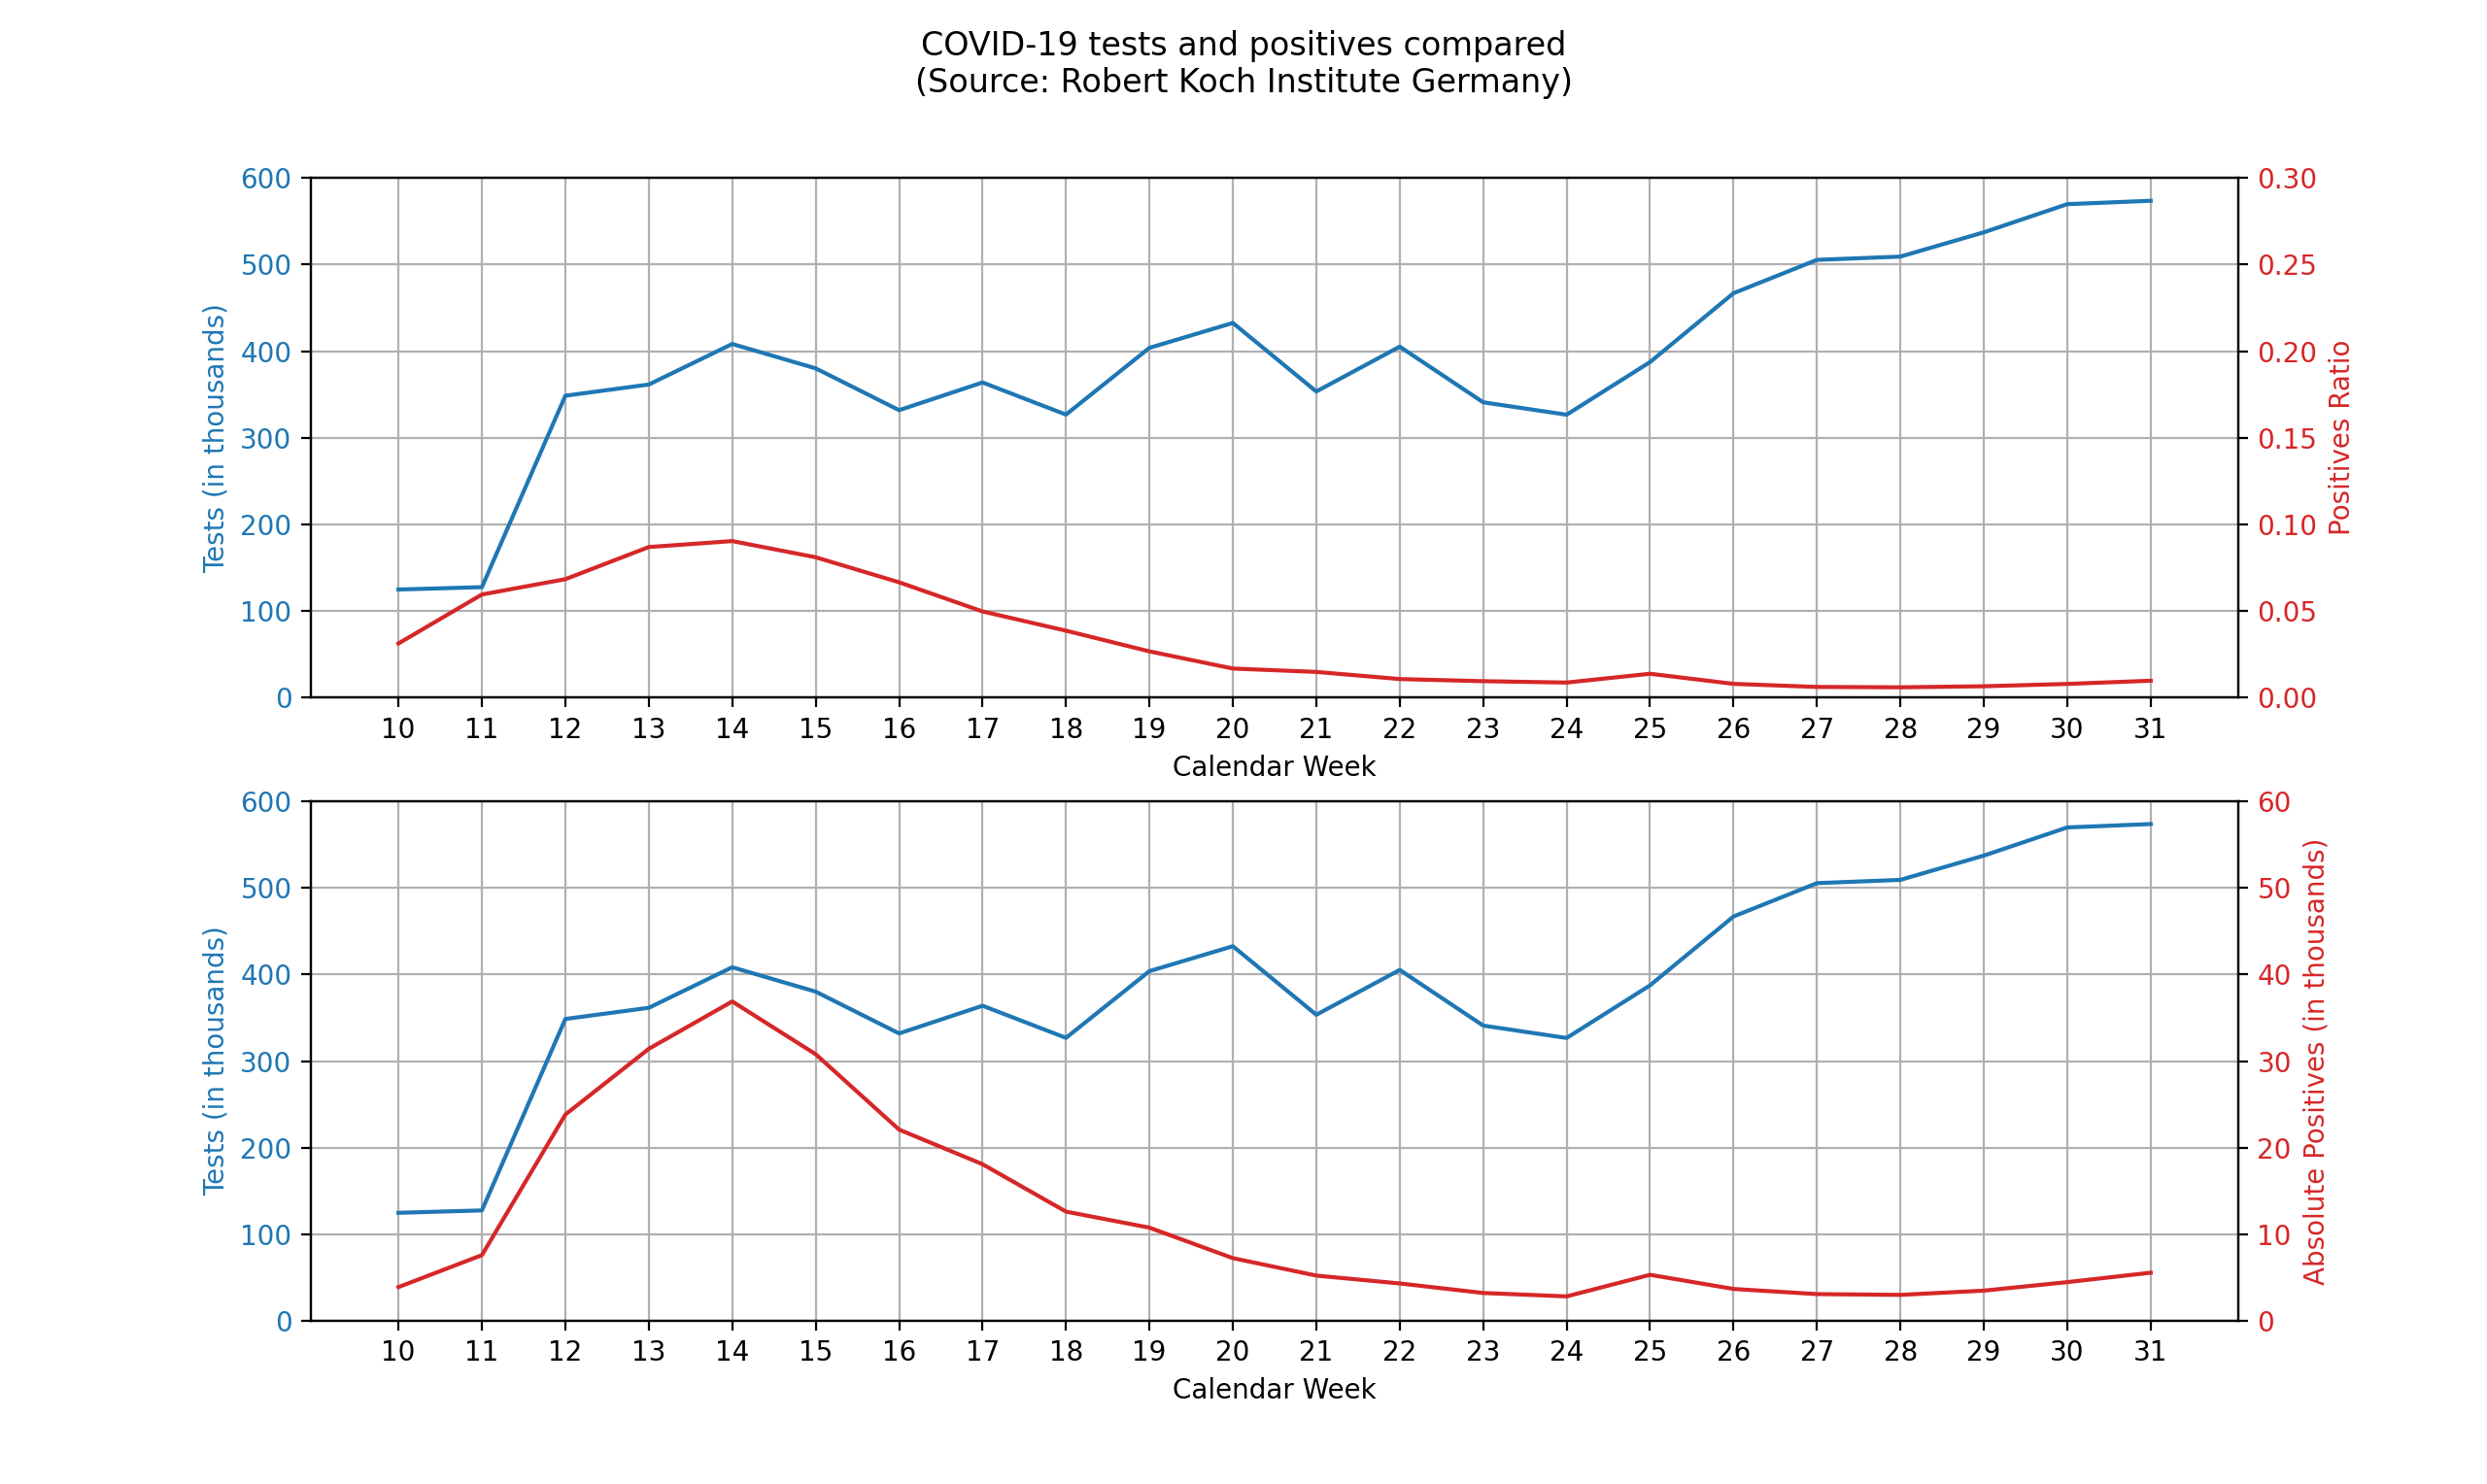 COVID-19 tests and positives compared
(Source: Robert Koch Institute Germany)
600
500
400
300
200
100
0
Tests (in thousands)
0.30
0.25
0.20
0.15
0.10
0.05
0.00
Positives Ratio
10 11 12 13 14 15 16 17 18 19 20 21 22 23 24 25 26 27 28 29 30 31
Calendar Week
600
500
400
300
200
100
0
Tests (in thousands)
60
50
40
30
20
10
0
Absolute Positives (in thousands)
10 11 12 13 14 15 16 17 18 19 20 21 22 23 24 25 26 27 28 29 30 31
Calendar Week